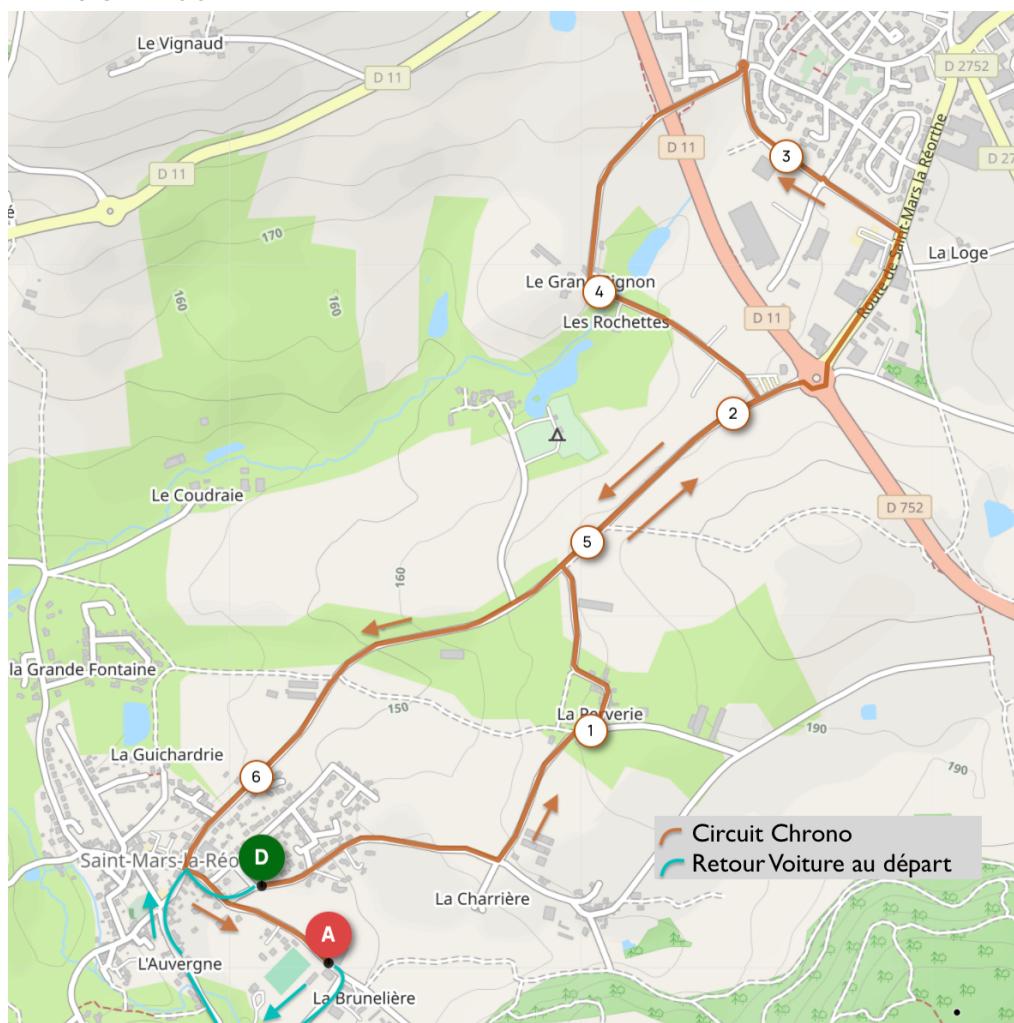 Le Vignaud
D 11
D 2752
D 11
D 11
3
D 27
é
170
Route de Saint-Mars la Réorthe
La Loge
160
160
Le Gran ignon
4
Les Rochettes
D 11
2
Le Coudraie
D 752
5
160
la Grande Fontaine
150
La Perverie
1
190
La Guichardrie
6
190
Circuit Chrono
Saint-Mars-la-Réo
D
Retour Voiture au départ
La Charrière
A
L'Auvergne
La Brunelière